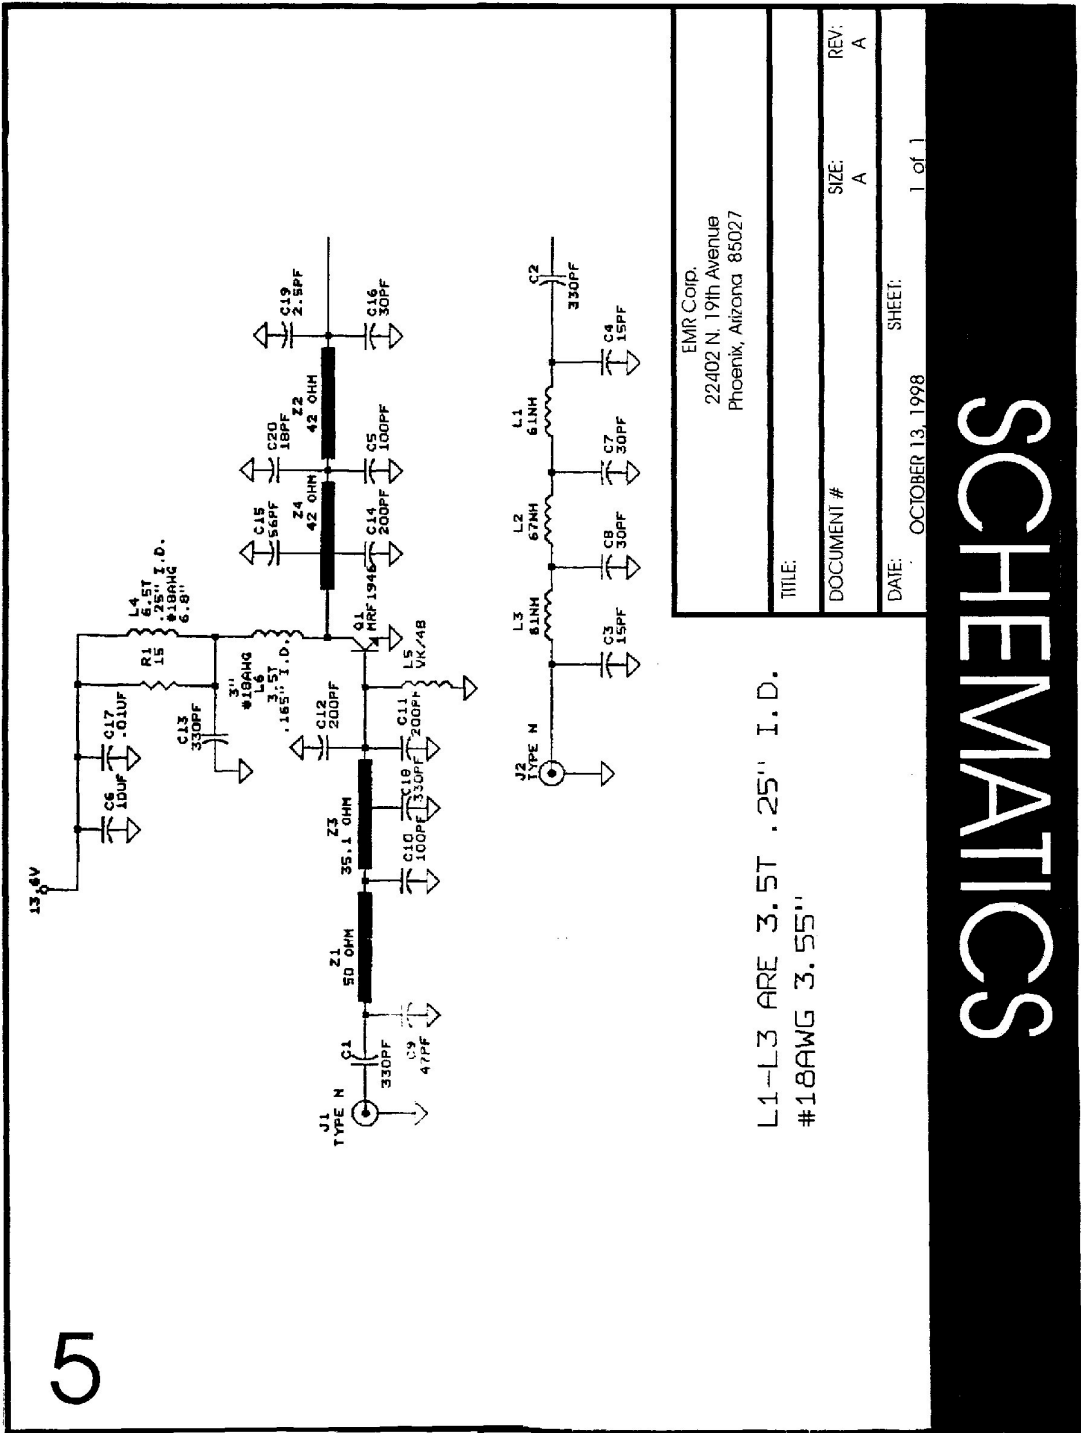 5
13.6V
C6
10UF
C17
.01UF
R1
15
L4
6.5T
.25" I.D.
#18AWG
6.8"
C13
330PF
3"
#18AWG
L6
3.5T
.165" I.D.
J1
TYPE N
C1
330PF
C9
47PF
Z1
50 OHM
C10
100PF
Z3
35.1 OHM
C18
330PF
C12
200PF
C11
200PF
L5
VK/4B
Q1
MRF1946
C15
56PF
Z4
42 OHM
C14
200PF
C20
18PF
C5
100PF
Z2
42 OHM
C19
2.5PF
C16
30PF
J2
TYPE N
C3
15PF
L3
61NH
C8
30PF
L2
67NH
C7
30PF
L1
61NH
C4
15PF
C2
330PF
L1-L3 ARE 3.5T .25" I.D.
#18AWG 3.55"
EMR Corp.
22402 N. 19th Avenue
Phoenix, Arizona 85027
TITLE:
DOCUMENT #
SIZE:
A
REV:
A
DATE:
OCTOBER 13, 1998
SHEET:
1 of 1
SCHEMATICS